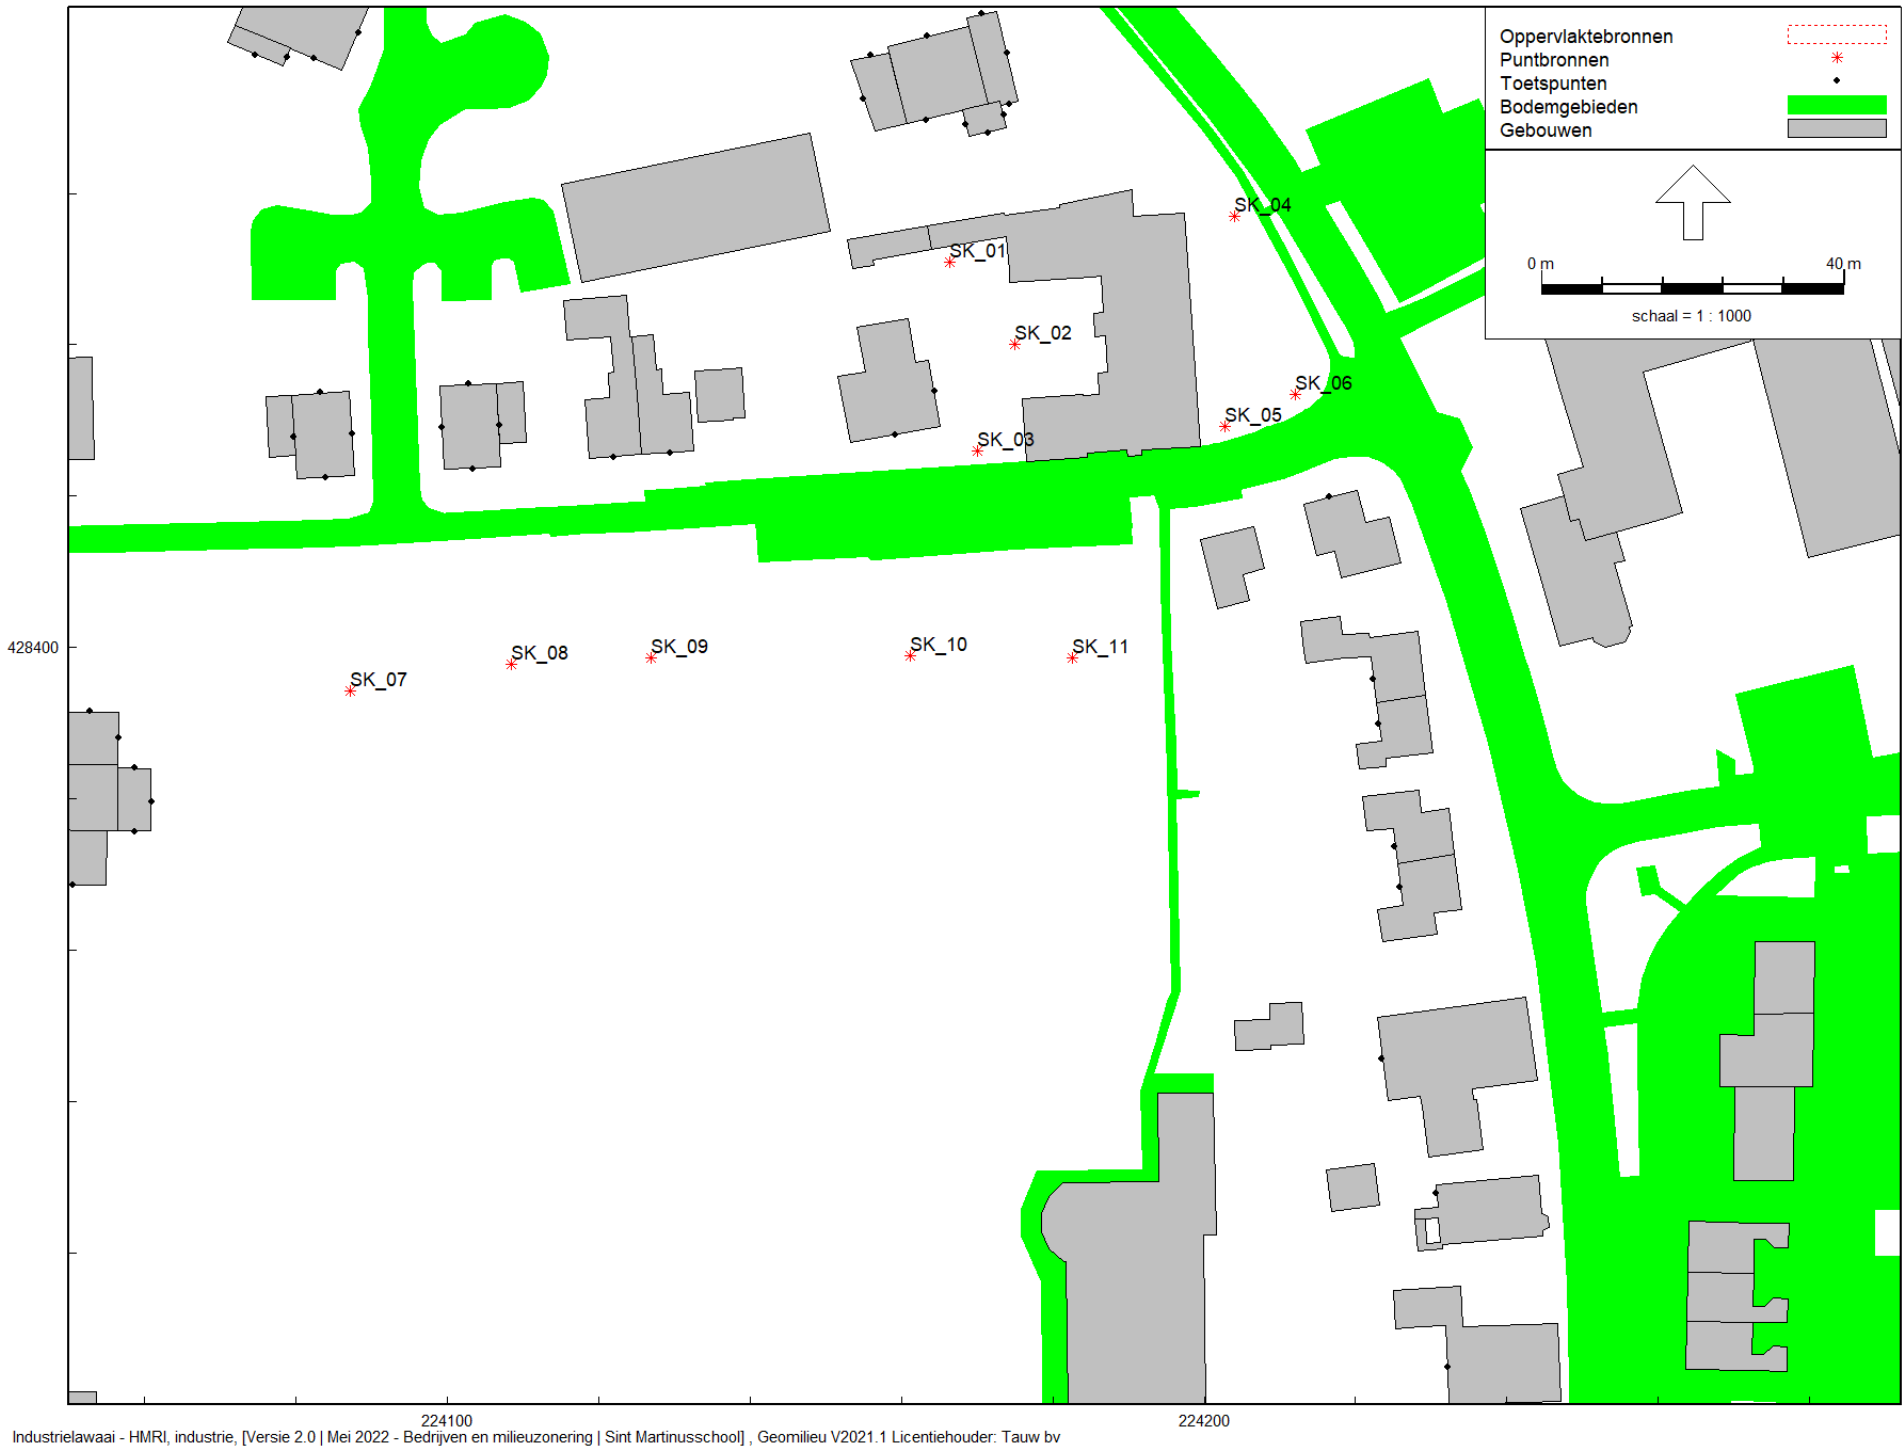 Oppervlaktebronnen
Puntbronnen
Toetspunten
Bodemgebieden
Gebouwen
0 m 40 m
schaal = 1 : 1000
SK_04
SK_01
SK_02
SK_06
SK_05
SK_03
428400
SK_10
SK_11
SK_09
SK_08
SK_07
224100 224200
Industrielawaai - HMRI, industrie, [Versie 2.0 | Mei 2022 - Bedrijven en milieuzonering | Sint Martinusschool] , Geomilieu V2021.1 Licentiehouder: Tauw bv